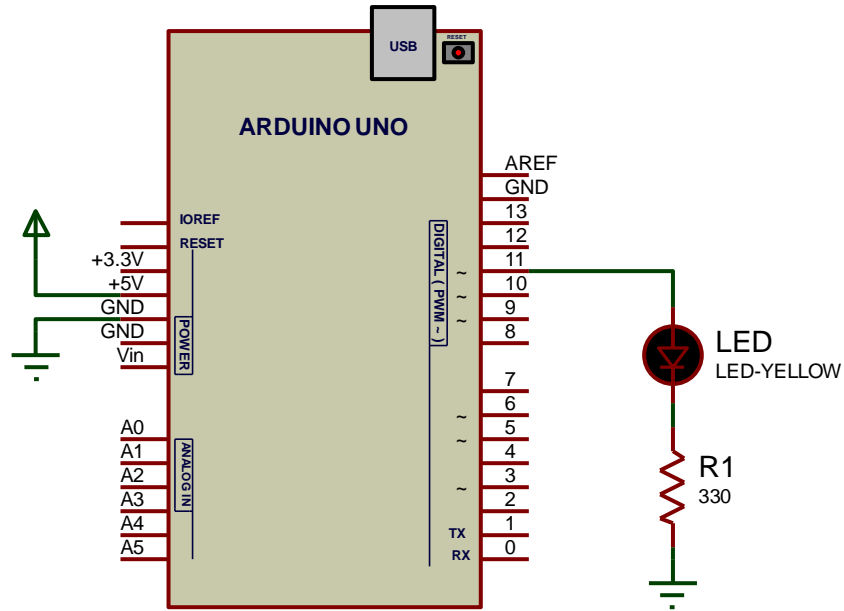 USB
RESET
ARDUINO UNO
AREF
GND
13
12
~ 11
~ 10
~ 9
8
7
~ 6
~ 5
4
~ 3
2
TX 1
RX 0
DIGITAL ( PWM ~ )
IOREF
RESET
+3.3V
+5V
GND
GND
Vin
POWER
A0
A1
A2
A3
A4
A5
ANALOG IN
LED
LED-YELLOW
R1
330